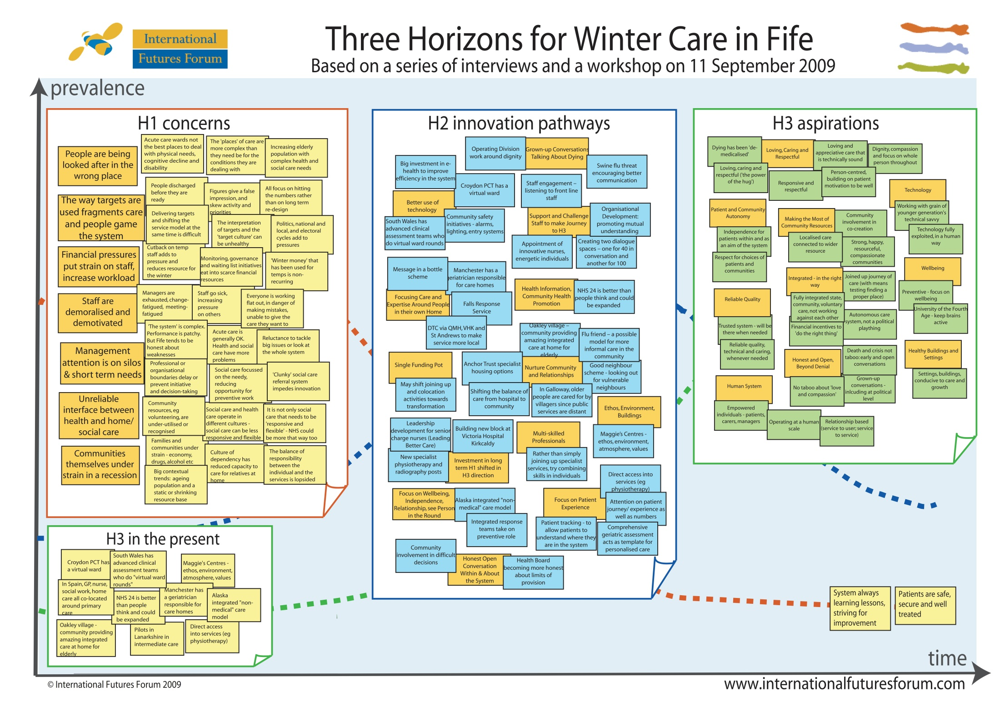 International
Futures Forum
Three Horizons for Winter Care in Fife
Based on a series of interviews and a workshop on 11 September 2009
prevalence
H1 concerns
People are being
looked after in the
wrong place
Acute care wards not
the best places to deal
with physical needs,
cognitive decline and
disability
The 'places' of care are
more complex than
they need be for the
conditions they are
dealing with
Increasing elderly
population with
complex health and
social care needs
The way targets are
used fragments care
and people game
the system
People discharged
before they are
ready
Figures give a false
impression, and
skew activity and
priorities
All focus on hitting
the numbers rather
than on long term
re-design
Delivering targets
and shifting the
service model at the
same time is difficult
The interpretation
of targets and the
'target culture' can
be unhealthy
Politics, national and
local, and electoral
cycles add to
pressures
Financial pressures
put strain on staff,
increase workload
Cutback on temp
staff adds to
pressure and
reduces resource for
the winter
Monitoring, governance
and waiting list initiatives
eat into scarce financial
resources
'Winter money' that
has been used for
temps is non-
recurring
Staff are
demoralised and
demotivated
Managers are
exhausted, change-
fatigued, meeting-
fatigued
Staff go sick,
increasing
pressure
on others
Everyone is working
flat out, in danger of
making mistakes,
unable to give the
care they want to
Management
attention is on silos
& short term needs
'The system' is complex.
Performance is patchy.
But Fife tends to be
honest about
weaknesses
Acute care is
generally OK.
Health and social
care have more
problems
Reluctance to tackle
big issues or look at
the whole system
Professional or
organisational
boundaries delay or
prevent initiative
and decision-taking
Social care focussed
on the needy,
reducing
opportunity for
preventive work
'Clunky' social care
referral system
impedes innovation
Unreliable
interface between
health and home/
social care
Community
resources, eg
volunteering, are
under-utilised or
recognised
Social care and health
care operate in
different cultures -
social care can be less
responsive and flexible
It is not only social
care that needs to be
'responsive and
flexible' - NHS could
be more that way too
Communities
themselves under
strain in a recession
Families and
communities under
strain - economy,
drugs, alcohol etc
Culture of
dependency has
reduced capacity to
care for relatives at
home
The balance of
responsibility
between the
individual and the
services is lopsided
Big contextual
trends: ageing
population and a
static or shrinking
resource base
H3 in the present
Croydon PCT has
a virtual ward
South Wales has
advanced clinical
assessment teams
who do "virtual ward
rounds"
Maggie's Centres -
ethos, environment,
atmosphere, values
In Spain, GP, nurse,
social work, home
care all co-located
around primary
care
NHS 24 is better
than people
think and could
be expanded
Manchester has
a geriatrician
responsible for
care homes
Alaska
integrated "non-
medical" care
model
Oakley village -
community providing
amazing integrated
care at home for
elderly
Pilots in
Lanarkshire in
intermediate care
Direct access
into services (eg
physiotherapy)
H2 innovation pathways
Operating Division
work around dignity
Grown-up Conversations
Talking About Dying
Big investment in e-
health to improve
efficiency in the system
Swine flu threat
encouraging better
communication
Croydon PCT has a
virtual ward
Staff engagement –
listening to front line
staff
Better use of
technology
South Wales has
advanced clinical
assessment teams who
do virtual ward rounds
Community safety
initiatives - alarms,
lighting, entry systems
Support and Challenge
Staff to make Journey
to H3
Organisational
Development:
promoting mutual
understanding
Appointment of
innovative nurses,
energetic individuals
Creating two dialogue
spaces – one for 40 in
conversation and
another for 100
Message in a bottle
scheme
Manchester has a
geriatrician responsible
for care homes
Focusing Care and
Expertise Around People
in their own Home
Falls Response
Service
Health Information,
Community Health
Promotion
NHS 24 is better than
people think and could
be expanded
DTC via QMH, VHK and
St Andrews to make
service more local
Oakley village –
community providing
amazing integrated
care at home for
elderly
Flu friend – a possible
model for more
informal care in the
community
Single Funding Pot
Anchor Trust specialist
housing options
Nurture Community
and Relationships
Good neighbour
scheme - looking out
for vulnerable
neighbours
May shift joining up
and colocation
activities towards
transformation
Shifting the balance of
care from hospital to
community
In Galloway, older
people are cared for by
villagers since public
services are distant
Ethos, Environment,
Buildings
Leadership
development for senior
charge nurses (Leading
Better Care)
Building new block at
Victoria Hospital
Kirkcaldy
Multi-skilled
Professionals
Maggie's Centres -
ethos, environment,
atmosphere, values
New specialist
physiotherapy and
radiography posts
Investment in long
term H1 shifted in
H3 direction
Rather than simply
joining up specialist
services, try combining
skills in individuals
Direct access into
services (eg
physiotherapy)
Focus on Wellbeing,
Independence,
Relationship, see Person
in the Round
Alaska integrated "non-
medical" care model
Focus on Patient
Experience
Attention on patient
journey/ experience as
well as numbers
Integrated response
teams take on
preventive role
Patient tracking - to
allow patients to
understand where they
are in the system
Comprehensive
geriatric assessment
acts as template for
personalised care
Community
involvement in difficult
decisions
Honest Open
Conversation
Within & About
the System
Health Board
becoming more honest
about limits of
provision
H3 aspirations
Dying has been 'de-
medicalised'
Loving, Caring and
Respectful
Loving and
appreciative care that
is technically sound
Dignity, compassion
and focus on whole
person throughout
Loving, caring and
respectful ('the power
of the hug')
Responsive and
respectful
Person-centred,
building on patient
motivation to be well
Technology
Working with grain of
younger generation's
technical savvy
Technology fully
exploited, in a human
way
Patient and Community
Autonomy
Independence for
patients within and as
an aim of the system
Respect for choices of
patients and
communities
Making the Most of
Community Resources
Community
involvement in
co-creation
Localised care
connected to wider
resource
Strong, happy,
resourceful,
compassionate
communities
Wellbeing
Preventive - focus on
wellbeing
University of the Fourth
Age - keep brains
active
Integrated - in the right
way
Joined up journey of
care (with means
testing finding a
proper place)
Fully integrated state,
community, voluntary
care, not working
against each other
Autonomous care
system, not a political
plaything
Financial incentives to
'do the right thing'
Reliable Quality
Trusted system - will be
there when needed
Reliable quality,
technical and caring,
whenever needed
Honest and Open,
Beyond Denial
Death and crisis not
taboo: early and open
conversations
No taboo about 'love
and compassion'
Grown-up
conversations -
inlcuding at political
level
Healthy Buildings and
Settings
Settings, buildings,
conducive to care and
growth
Human System
Empowered
individuals - patients,
carers, managers
Operating at a human
scale
Relationship based
(service to user; service
to service)
System always
learning lessons,
striving for
improvement
Patients are safe,
secure and well
treated
time
© International Futures Forum 2009
www.internationalfuturesforum.com